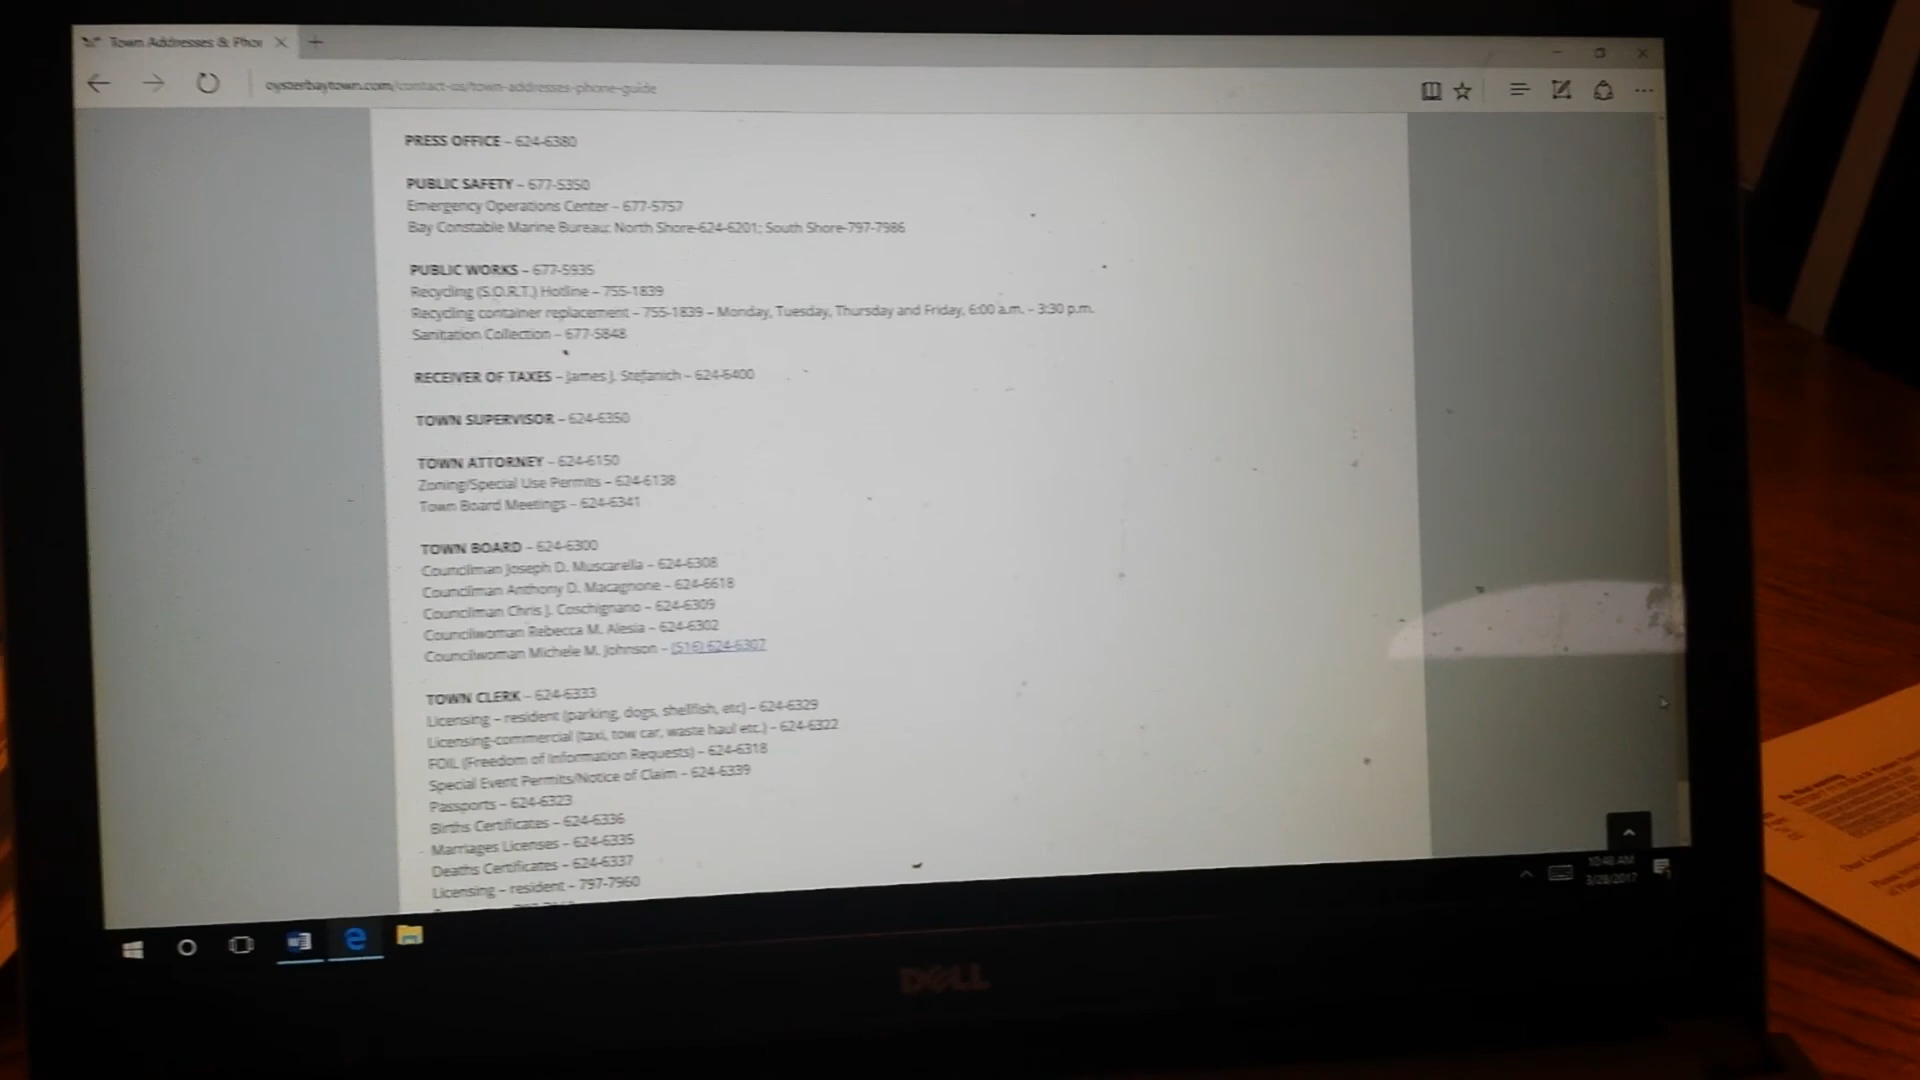 Town Addresses & Phor
oysterbaytown.com/contact-us/town-addresses-phone-guide
PRESS OFFICE – 624-6380
PUBLIC SAFETY – 677-5350
Emergency Operations Center – 677-5757
Bay Constable Marine Bureau: North Shore-624-6201; South Shore-797-7986
PUBLIC WORKS – 677-5935
Recycling (S.O.R.T.) Hotline – 755-1839
Recycling container replacement – 755-1839 – Monday, Tuesday, Thursday and Friday, 6:00 a.m. – 3:30 p.m.
Sanitation Collection – 677-5848
RECEIVER OF TAXES – James J. Stefanich – 624-6400
TOWN SUPERVISOR – 624-6350
TOWN ATTORNEY – 624-6150
Zoning/Special Use Permits – 624-6138
Town Board Meetings – 624-6341
TOWN BOARD – 624-6300
Councilman Joseph D. Muscarella – 624-6308
Councilman Anthony D. Macagnone – 624-6618
Councilman Chris J. Coschignano – 624-6309
Councilwoman Rebecca M. Alesia – 624-6302
Councilwoman Michele M. Johnson – (516) 624-6307
TOWN CLERK – 624-6333
Licensing – resident (parking, dogs, shellfish, etc) – 624-6329
Licensing-commercial (taxi, tow car, waste haul etc.) – 624-6322
FOIL (Freedom of Information Requests) – 624-6318
Special Event Permits/Notice of Claim – 624-6339
Passports – 624-6323
Births Certificates – 624-6336
Marriages Licenses – 624-6335
Deaths Certificates – 624-6337
Licensing – resident – 797-7960
10:48 AM
3/28/2017
DELL